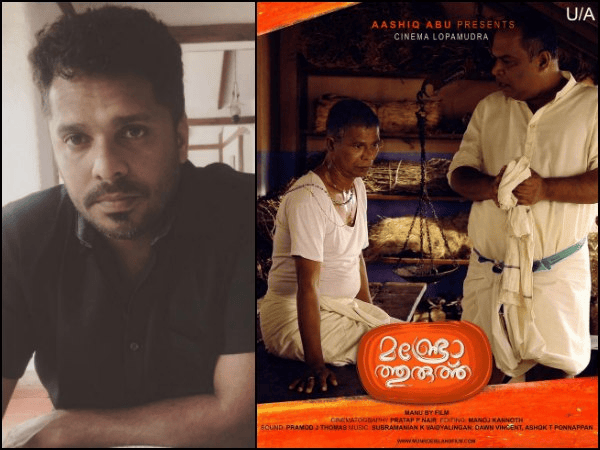 U/A
AASHIQ ABU PRESENTS
CINEMA LOPAMUDRA
മൺറോ
ത്തുരുത്ത്
MANU BY FILM
CINEMATOGRAPHY PRATAP P NAIR EDITING: MANOJ KANNOTH
SOUND: PRAMOD J THOMAS MUSIC: SUBRAMANIAN K VAIDYALINGAN, DAWN VINCENT, ASHOK T PONNAPPAN